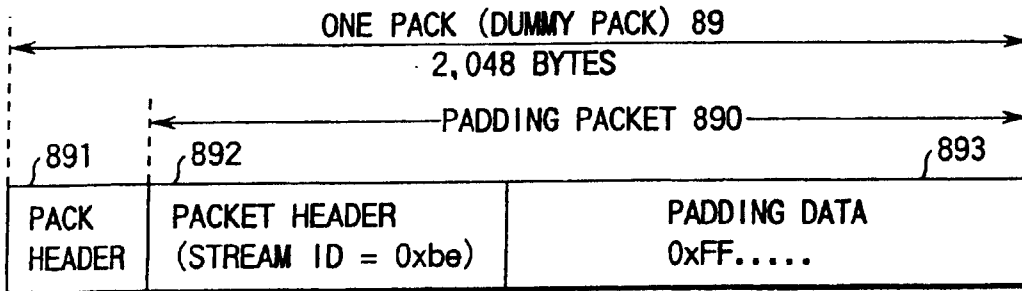 ONE PACK (DUMMY PACK) 89
2,048 BYTES
PADDING PACKET 890
891
892
893
PACK
HEADER
PACKET HEADER
(STREAM ID = 0xbe)
PADDING DATA
0xFF.....